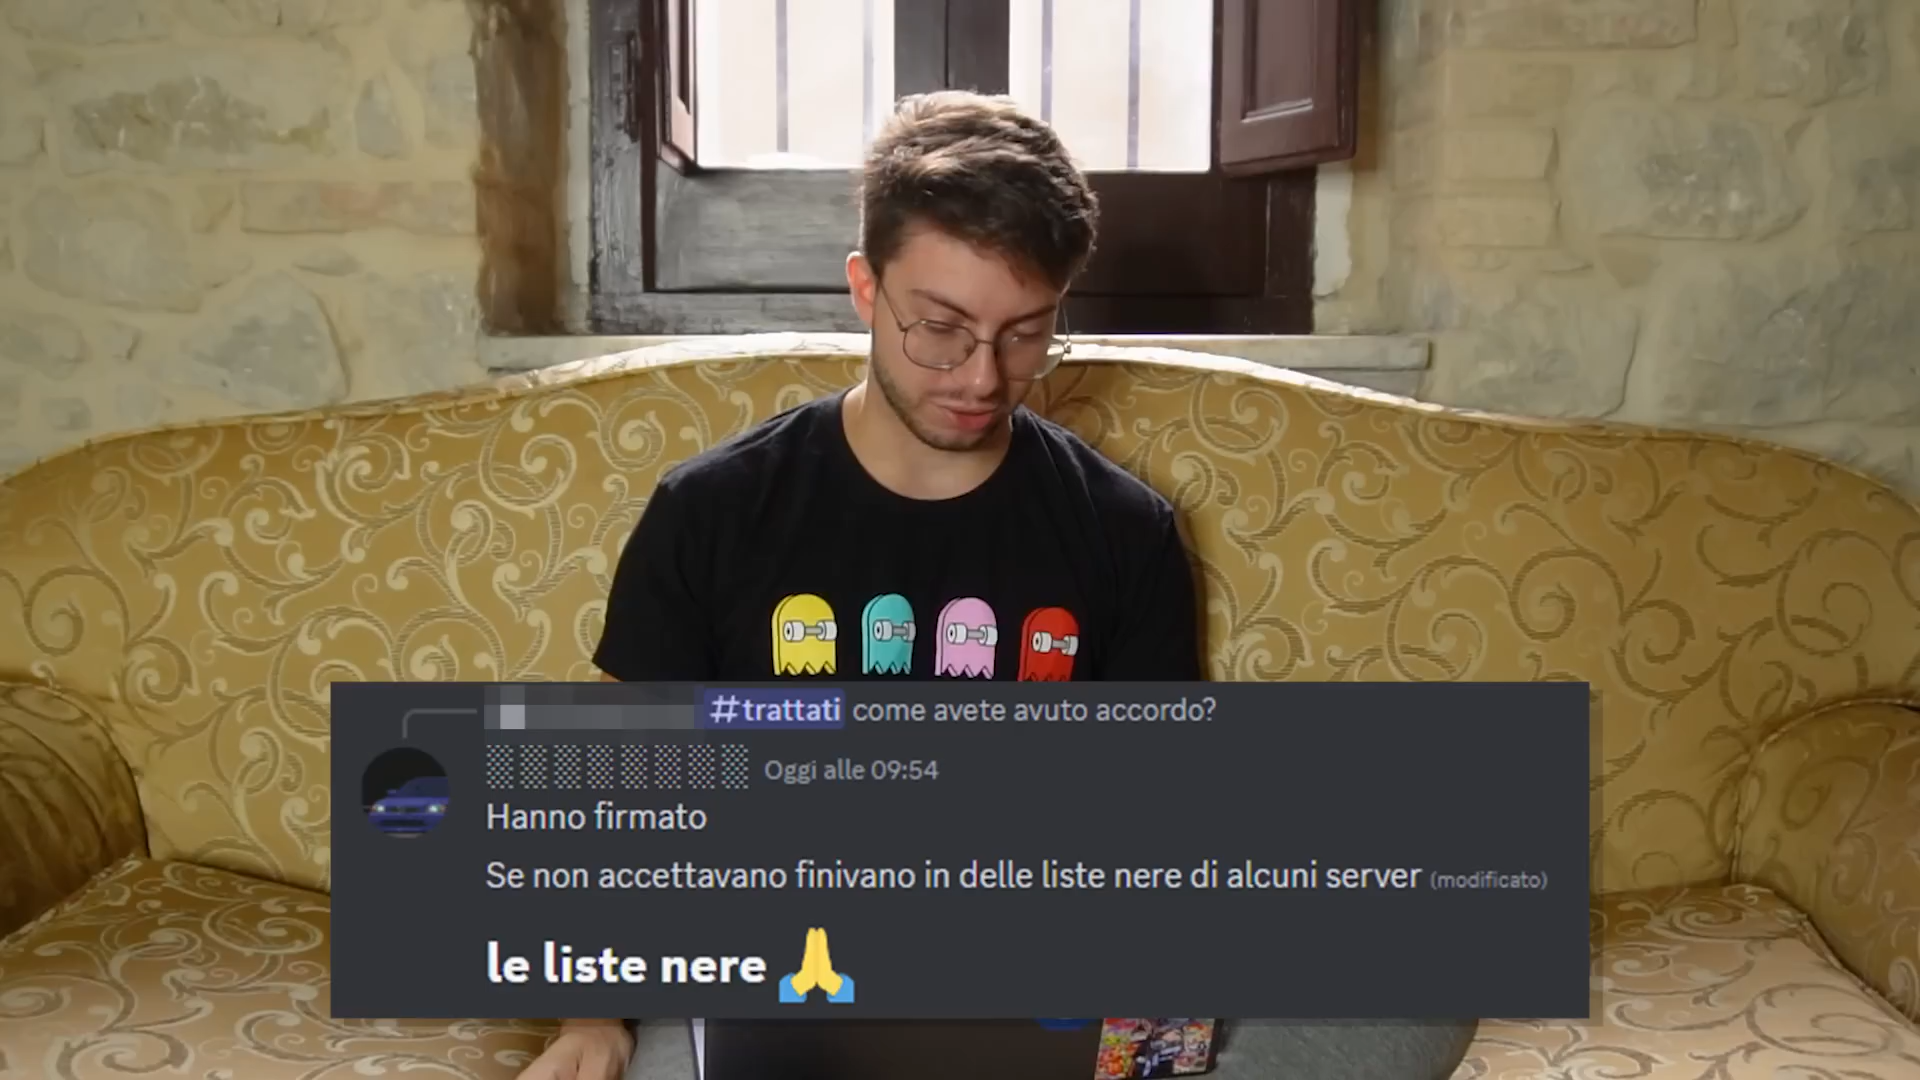 #trattati come avete avuto accordo?
Oggi alle 09:54
Hanno firmato
Se non accettavano finivano in delle liste nere di alcuni server (modificato)
le liste nere 🙏